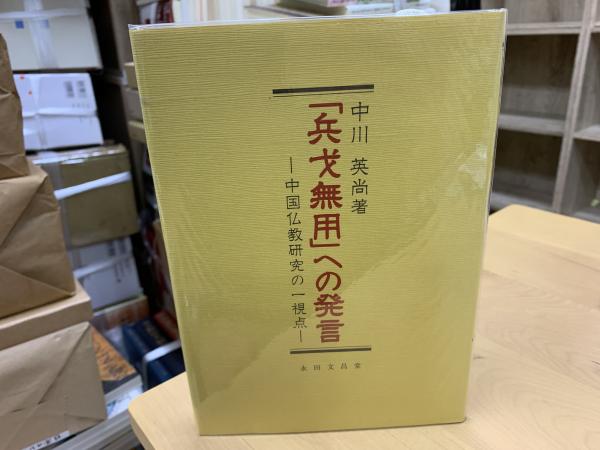 中川 英尚著
「兵戈無用」への発言
―中国仏教研究の一視点―
永田文昌堂